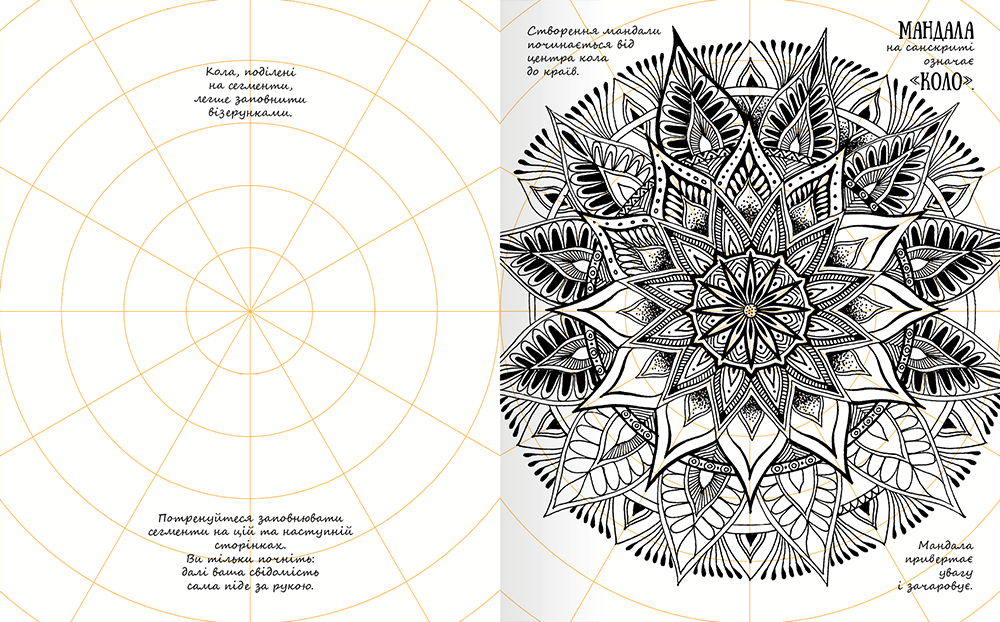 Кола, поділені
на сегменти,
легше заповнити
візерунками.
Потренуйтеся заповнювати
сегменти на цій та наступній
сторінках.
Ви тільки почніть:
далі ваша свідомість
сама піде за рукою.
Створення мандали
починається від
центра кола
до країв.
МАНДАЛА
на санскриті
означає
«КОЛО».
Мандала
привертає
увагу
і зачаровує.